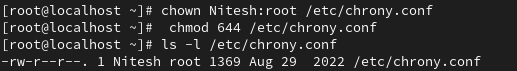 [root@localhost ~]# chown Nitesh:root /etc/chrony.conf
[root@localhost ~]#  chmod 644 /etc/chrony.conf
[root@localhost ~]# ls -l /etc/chrony.conf
-rw-r--r--. 1 Nitesh root 1369 Aug 29  2022 /etc/chrony.conf